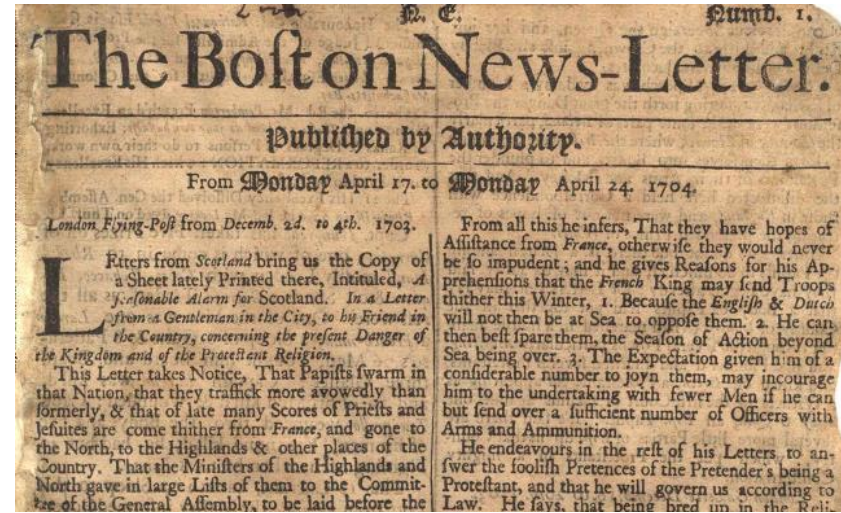 N. E.
Numb. 1.
The Boſton News-Letter.
Publiſhed by Authority.
From Monday April 17. to Monday April 24. 1704.
London Flying-Poſt from Decemb. 2d. to 4th. 1703.
LEtters from Scotland bring us the Copy of
a Sheet lately Printed there, Intituled, A
ſeaſonable Alarm for Scotland. In a Letter
from a Gentleman in the City, to his Friend in
the Country, concerning the preſent Danger of
the Kingdom and of the Proteſtant Religion.
This Letter takes Notice, That Papiſts ſwarm in
that Nation, that they traffick more avowedly than
formerly, & that of late many Scores of Prieſts and
Jeſuites are come thither from France, and gone to
the North, to the Highlands & other places of the
Country. That the Miniſters of the Highlands and
North gave in large Liſts of them to the Commit-
tee of the General Aſſembly, to be laid before the
From all this he infers, That they have hopes of
Aſſiſtance from France, otherwiſe they would never
be ſo impudent; and he gives Reaſons for his Ap-
prehenſions that the French King may ſend Troops
thither this Winter, 1. Becauſe the Engliſh & Dutch
will not then be at Sea to oppoſe them. 2. He can
then beſt ſpare them, the Seaſon of Action beyond
Sea being over. 3. The Expectation given him of a
conſiderable number to joyn them, may incourage
him to the undertaking with fewer Men if he can
but ſend over a ſufficient number of Officers with
Arms and Ammunition.
He endeavours in the reſt of his Letters to an-
ſwer the fooliſh Pretences of the Pretender's being a
Proteſtant, and that he will govern us according to
Law. He ſays, that being bred up in the Reli-